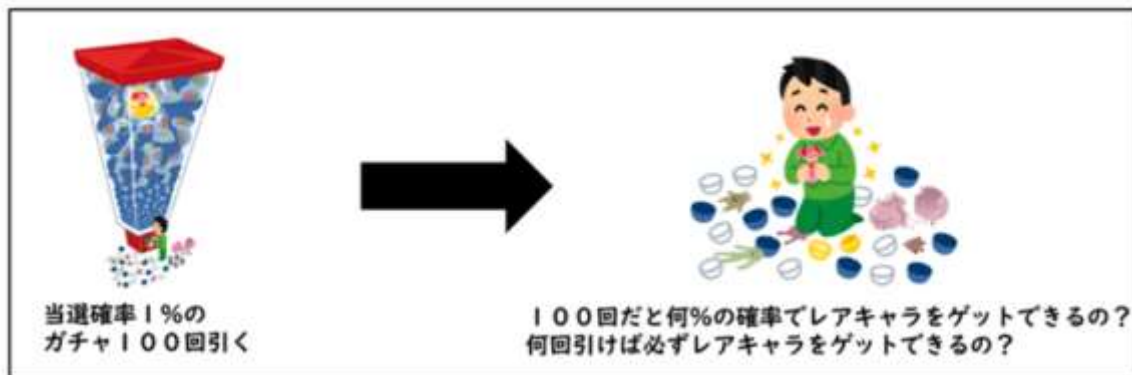 当選確率1%の
ガチャ100回引く
100回だと何%の確率でレアキャラをゲットできるの?
何回引けば必ずレアキャラをゲットできるの?